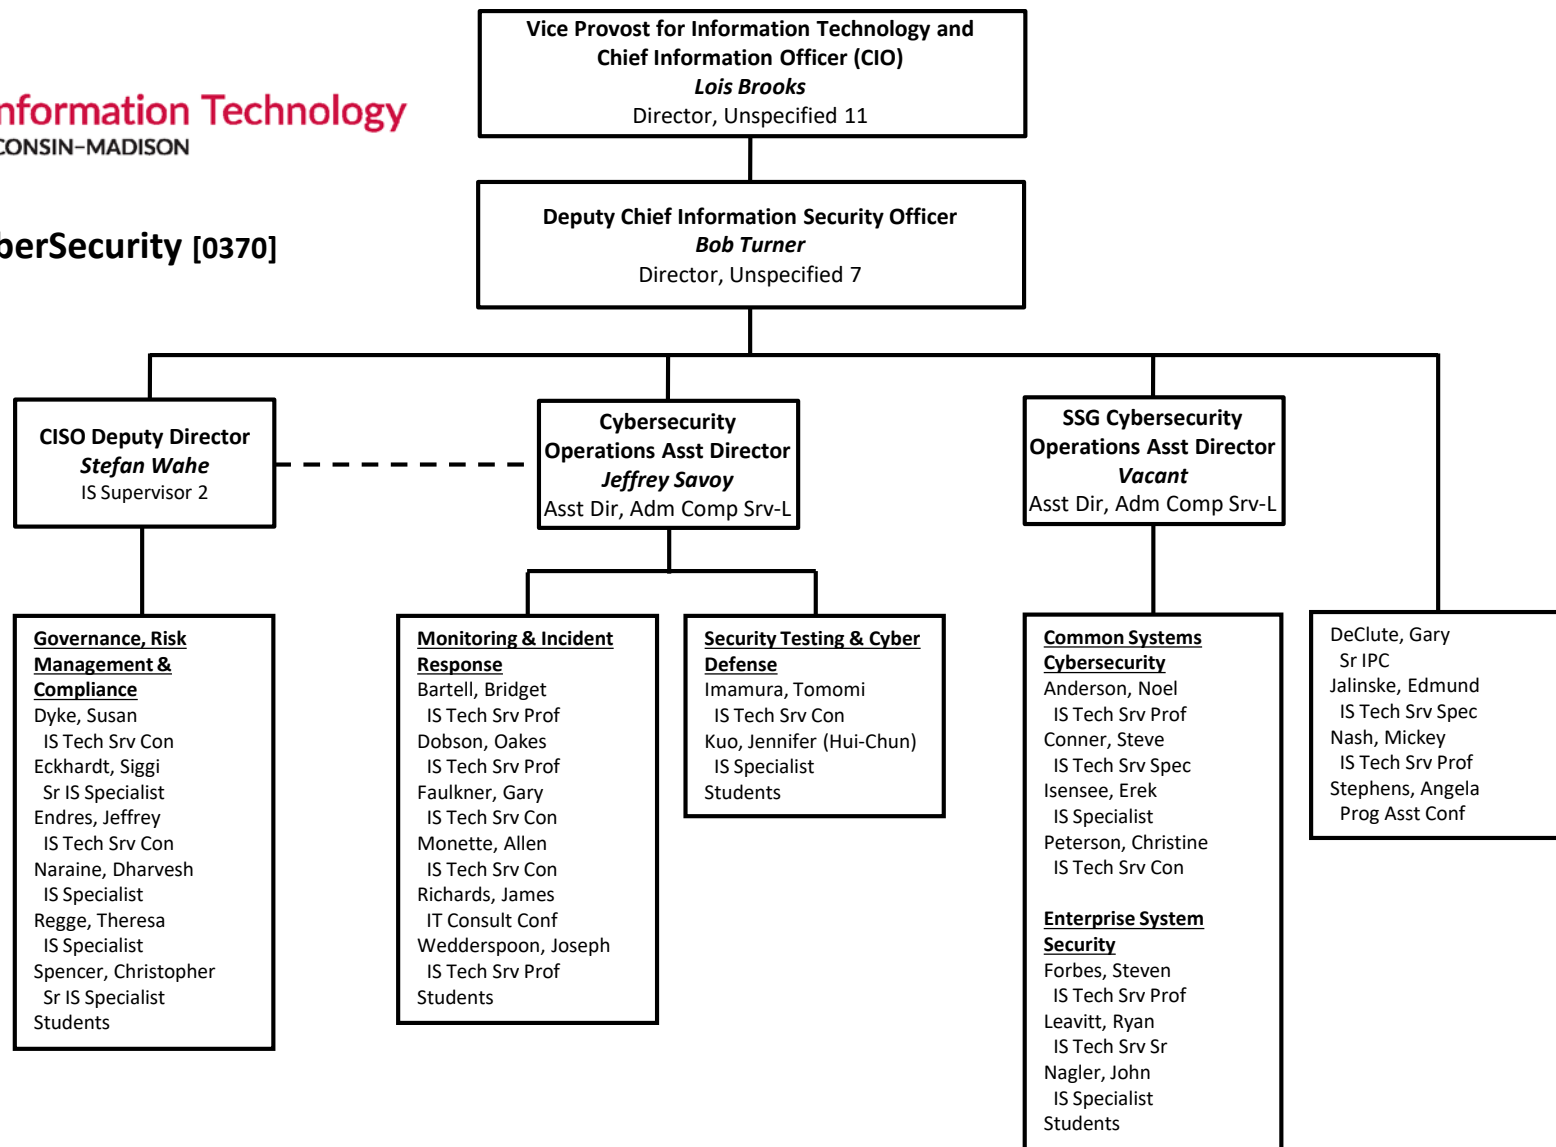 Vice Provost for Information Technology and
Chief Information Officer (CIO)
Lois Brooks
Director, Unspecified 11
nformation Technology
CONSIN–MADISON
Deputy Chief Information Security Officer
Bob Turner
Director, Unspecified 7
berSecurity [0370]
CISO Deputy Director
Stefan Wahe
IS Supervisor 2
Cybersecurity
Operations Asst Director
Jeffrey Savoy
Asst Dir, Adm Comp Srv-L
SSG Cybersecurity
Operations Asst Director
Vacant
Asst Dir, Adm Comp Srv-L
Governance, Risk
Management &
Compliance
Dyke, Susan
IS Tech Srv Con
Eckhardt, Siggi
Sr IS Specialist
Endres, Jeffrey
IS Tech Srv Con
Naraine, Dharvesh
IS Specialist
Regge, Theresa
IS Specialist
Spencer, Christopher
Sr IS Specialist
Students
Monitoring & Incident
Response
Bartell, Bridget
IS Tech Srv Prof
Dobson, Oakes
IS Tech Srv Prof
Faulkner, Gary
IS Tech Srv Con
Monette, Allen
IS Tech Srv Con
Richards, James
IT Consult Conf
Wedderspoon, Joseph
IS Tech Srv Prof
Students
Security Testing & Cyber
Defense
Imamura, Tomomi
IS Tech Srv Con
Kuo, Jennifer (Hui-Chun)
IS Specialist
Students
Common Systems
Cybersecurity
Anderson, Noel
IS Tech Srv Prof
Conner, Steve
IS Tech Srv Spec
Isensee, Erek
IS Specialist
Peterson, Christine
IS Tech Srv Con
Enterprise System
Security
Forbes, Steven
IS Tech Srv Prof
Leavitt, Ryan
IS Tech Srv Sr
Nagler, John
IS Specialist
Students
DeClute, Gary
Sr IPC
Jalinske, Edmund
IS Tech Srv Spec
Nash, Mickey
IS Tech Srv Prof
Stephens, Angela
Prog Asst Conf